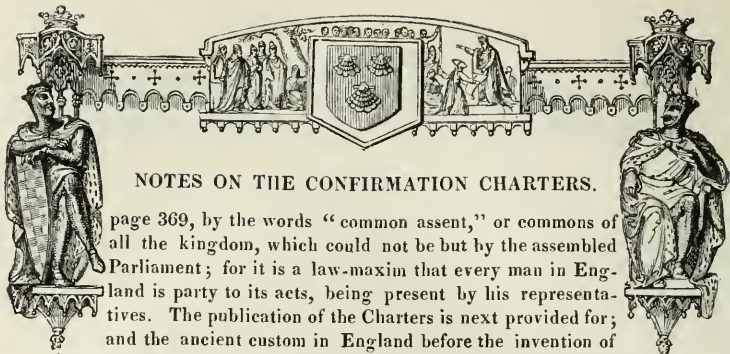 NOTES ON THE CONFIRMATION CHARTERS.
page 369, by the words “common assent,” or commons of
all the kingdom, which could not be but by the assembled
Parliament; for it is a law-maxim that every man in Eng-
land is party to its acts, being present by his representa-
tives. The publication of the Charters is next provided for;
and the ancient custom in England before the invention of